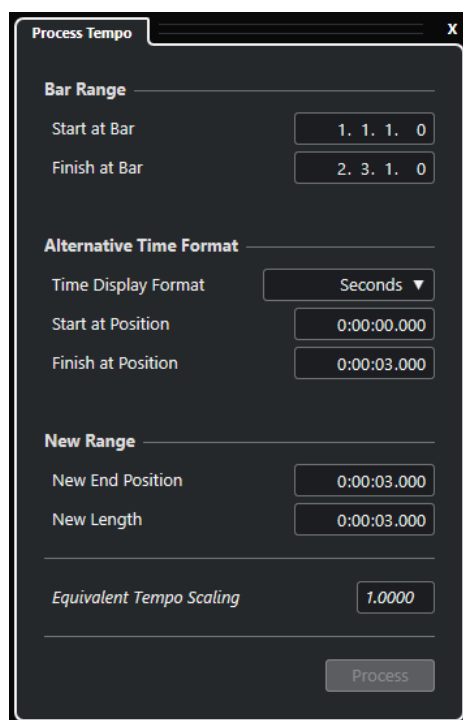 Process Tempo X
Bar Range
Start at Bar 1. 1. 1. 0
Finish at Bar 2. 3. 1. 0
Alternative Time Format
Time Display Format Seconds ▼
Start at Position 0:00:00.000
Finish at Position 0:00:03.000
New Range
New End Position 0:00:03.000
New Length 0:00:03.000
Equivalent Tempo Scaling 1.0000
Process